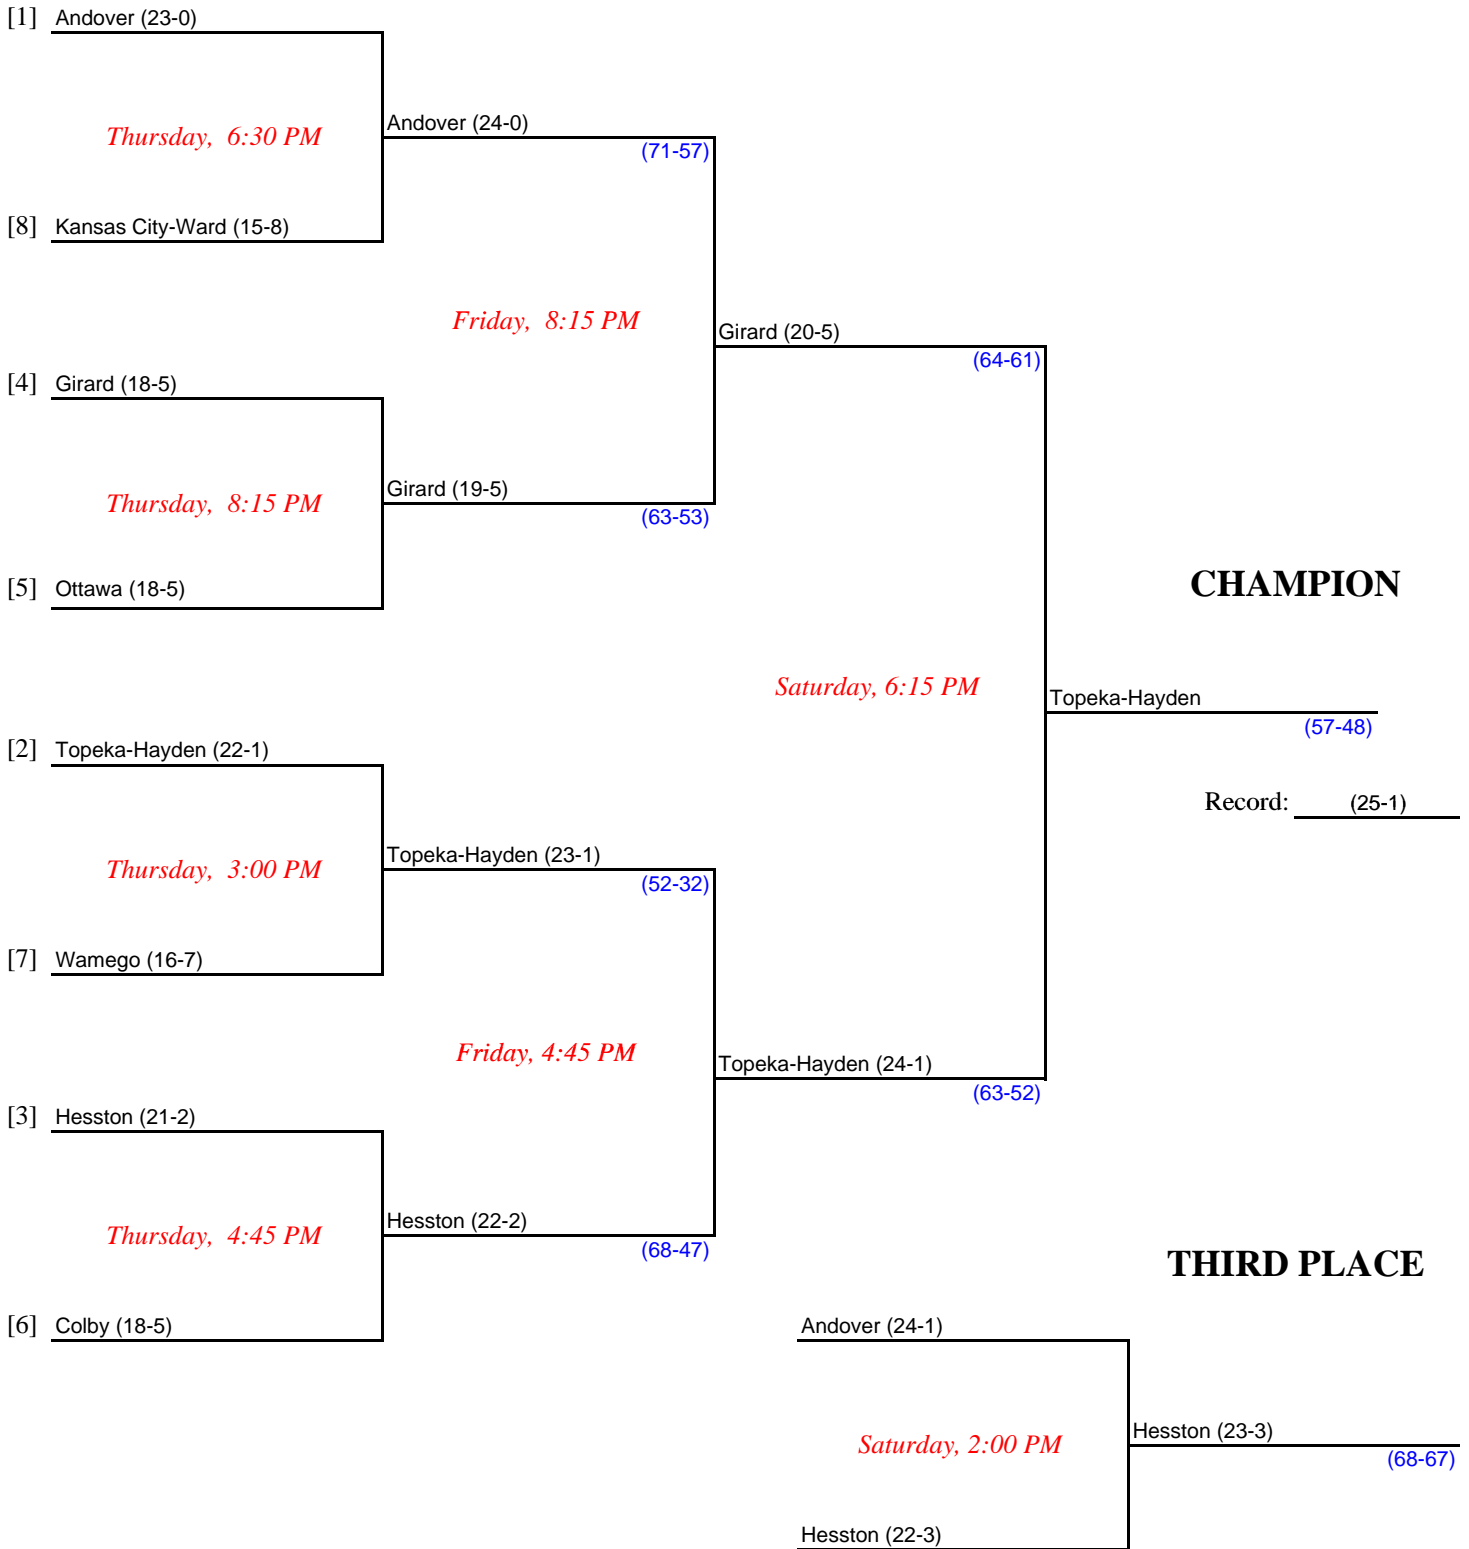 [1] Andover (23-0)
Andover (24-0)
Thursday, 6:30 PM
(71-57)
[8] Kansas City-Ward (15-8)
Friday, 8:15 PM
Girard (20-5)
(64-61)
[4] Girard (18-5)
Girard (19-5)
Thursday, 8:15 PM
(63-53)
[5] Ottawa (18-5)
CHAMPION
Saturday, 6:15 PM
Topeka-Hayden
(57-48)
[2] Topeka-Hayden (22-1)
Record: (25-1)
Topeka-Hayden (23-1)
Thursday, 3:00 PM
(52-32)
[7] Wamego (16-7)
Friday, 4:45 PM
Topeka-Hayden (24-1)
(63-52)
[3] Hesston (21-2)
Hesston (22-2)
Thursday, 4:45 PM
(68-47)
THIRD PLACE
[6] Colby (18-5)
Andover (24-1)
Hesston (23-3)
Saturday, 2:00 PM
(68-67)
Hesston (22-3)